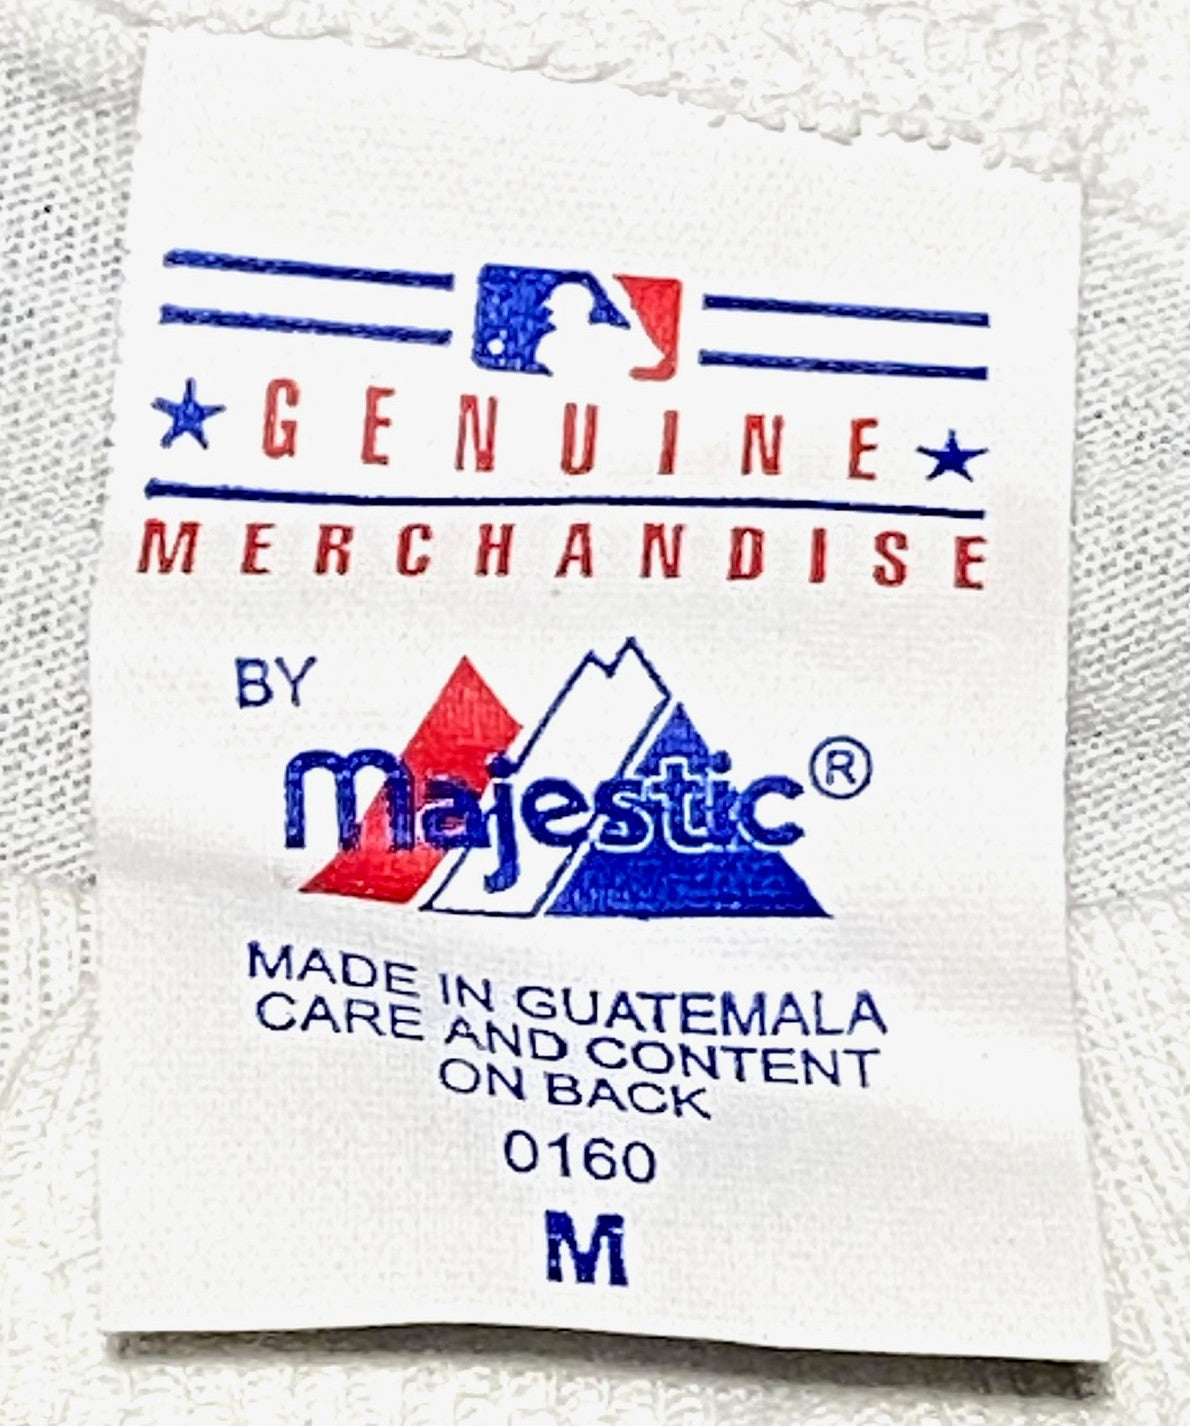 GENUINE
MERCHANDISE
BY
majestic®
MADE IN GUATEMALA
CARE AND CONTENT
ON BACK
0160
M